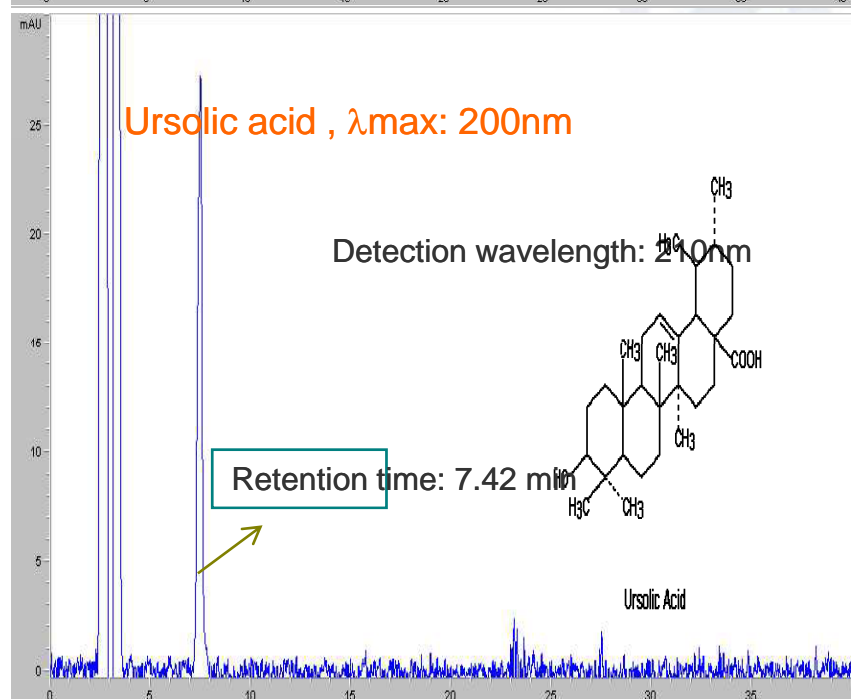 mAU
Ursolic acid , λmax: 200nm
25
CH3
20
Detection wavelength: 210nm
H3C
15
CH3
CH3
COOH
10
CH3
Retention time: 7.42 min
H3C
CH3
5
Ursolic Acid
0
0 5 10 15 20 25 30 35